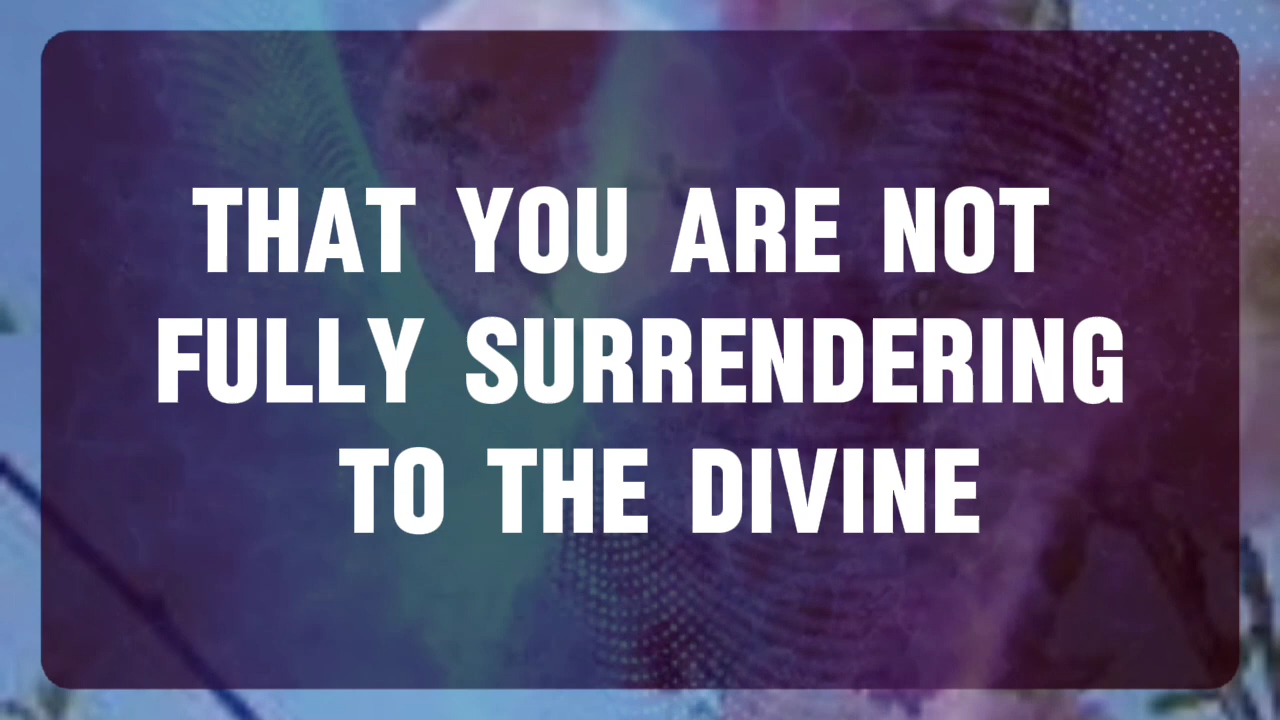 THAT YOU ARE NOT
FULLY SURRENDERING
TO THE DIVINE